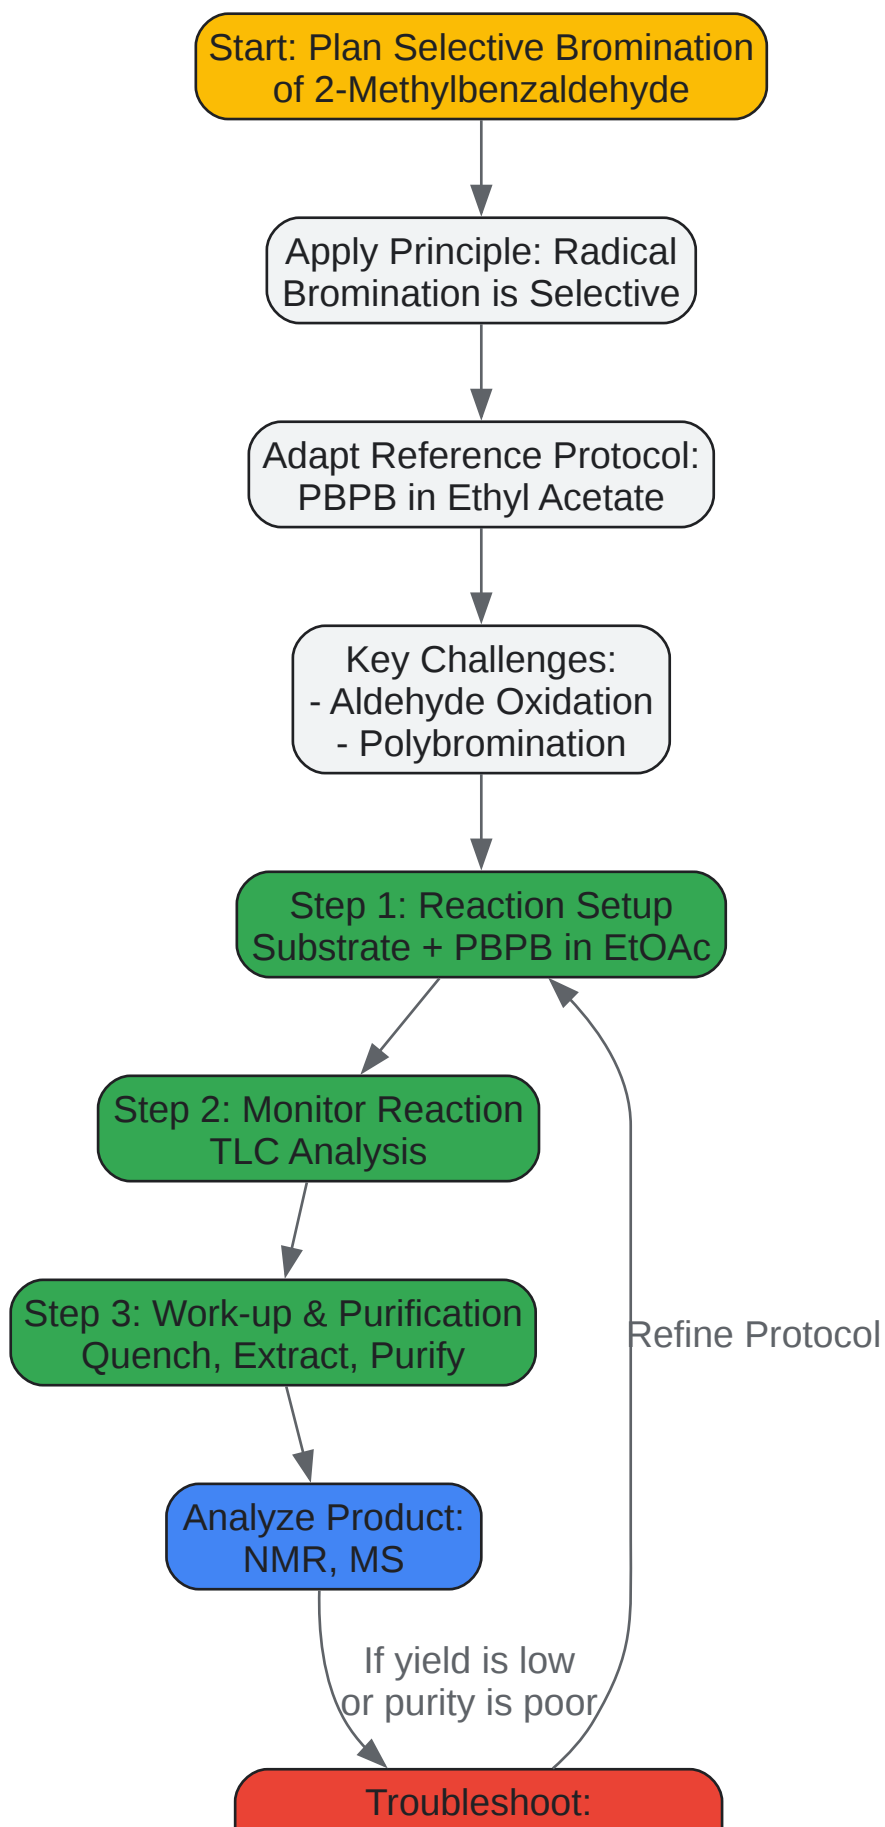 Start: Plan Selective Bromination
of 2-Methylbenzaldehyde
Apply Principle: Radical
Bromination is Selective
Adapt Reference Protocol:
PBPB in Ethyl Acetate
Key Challenges:
- Aldehyde Oxidation
- Polybromination
Step 1: Reaction Setup
Substrate + PBPB in EtOAc
Step 2: Monitor Reaction
TLC Analysis
Step 3: Work-up & Purification
Quench, Extract, Purify
Refine Protocol
Analyze Product:
NMR, MS
If yield is low
or purity is poor
Troubleshoot: